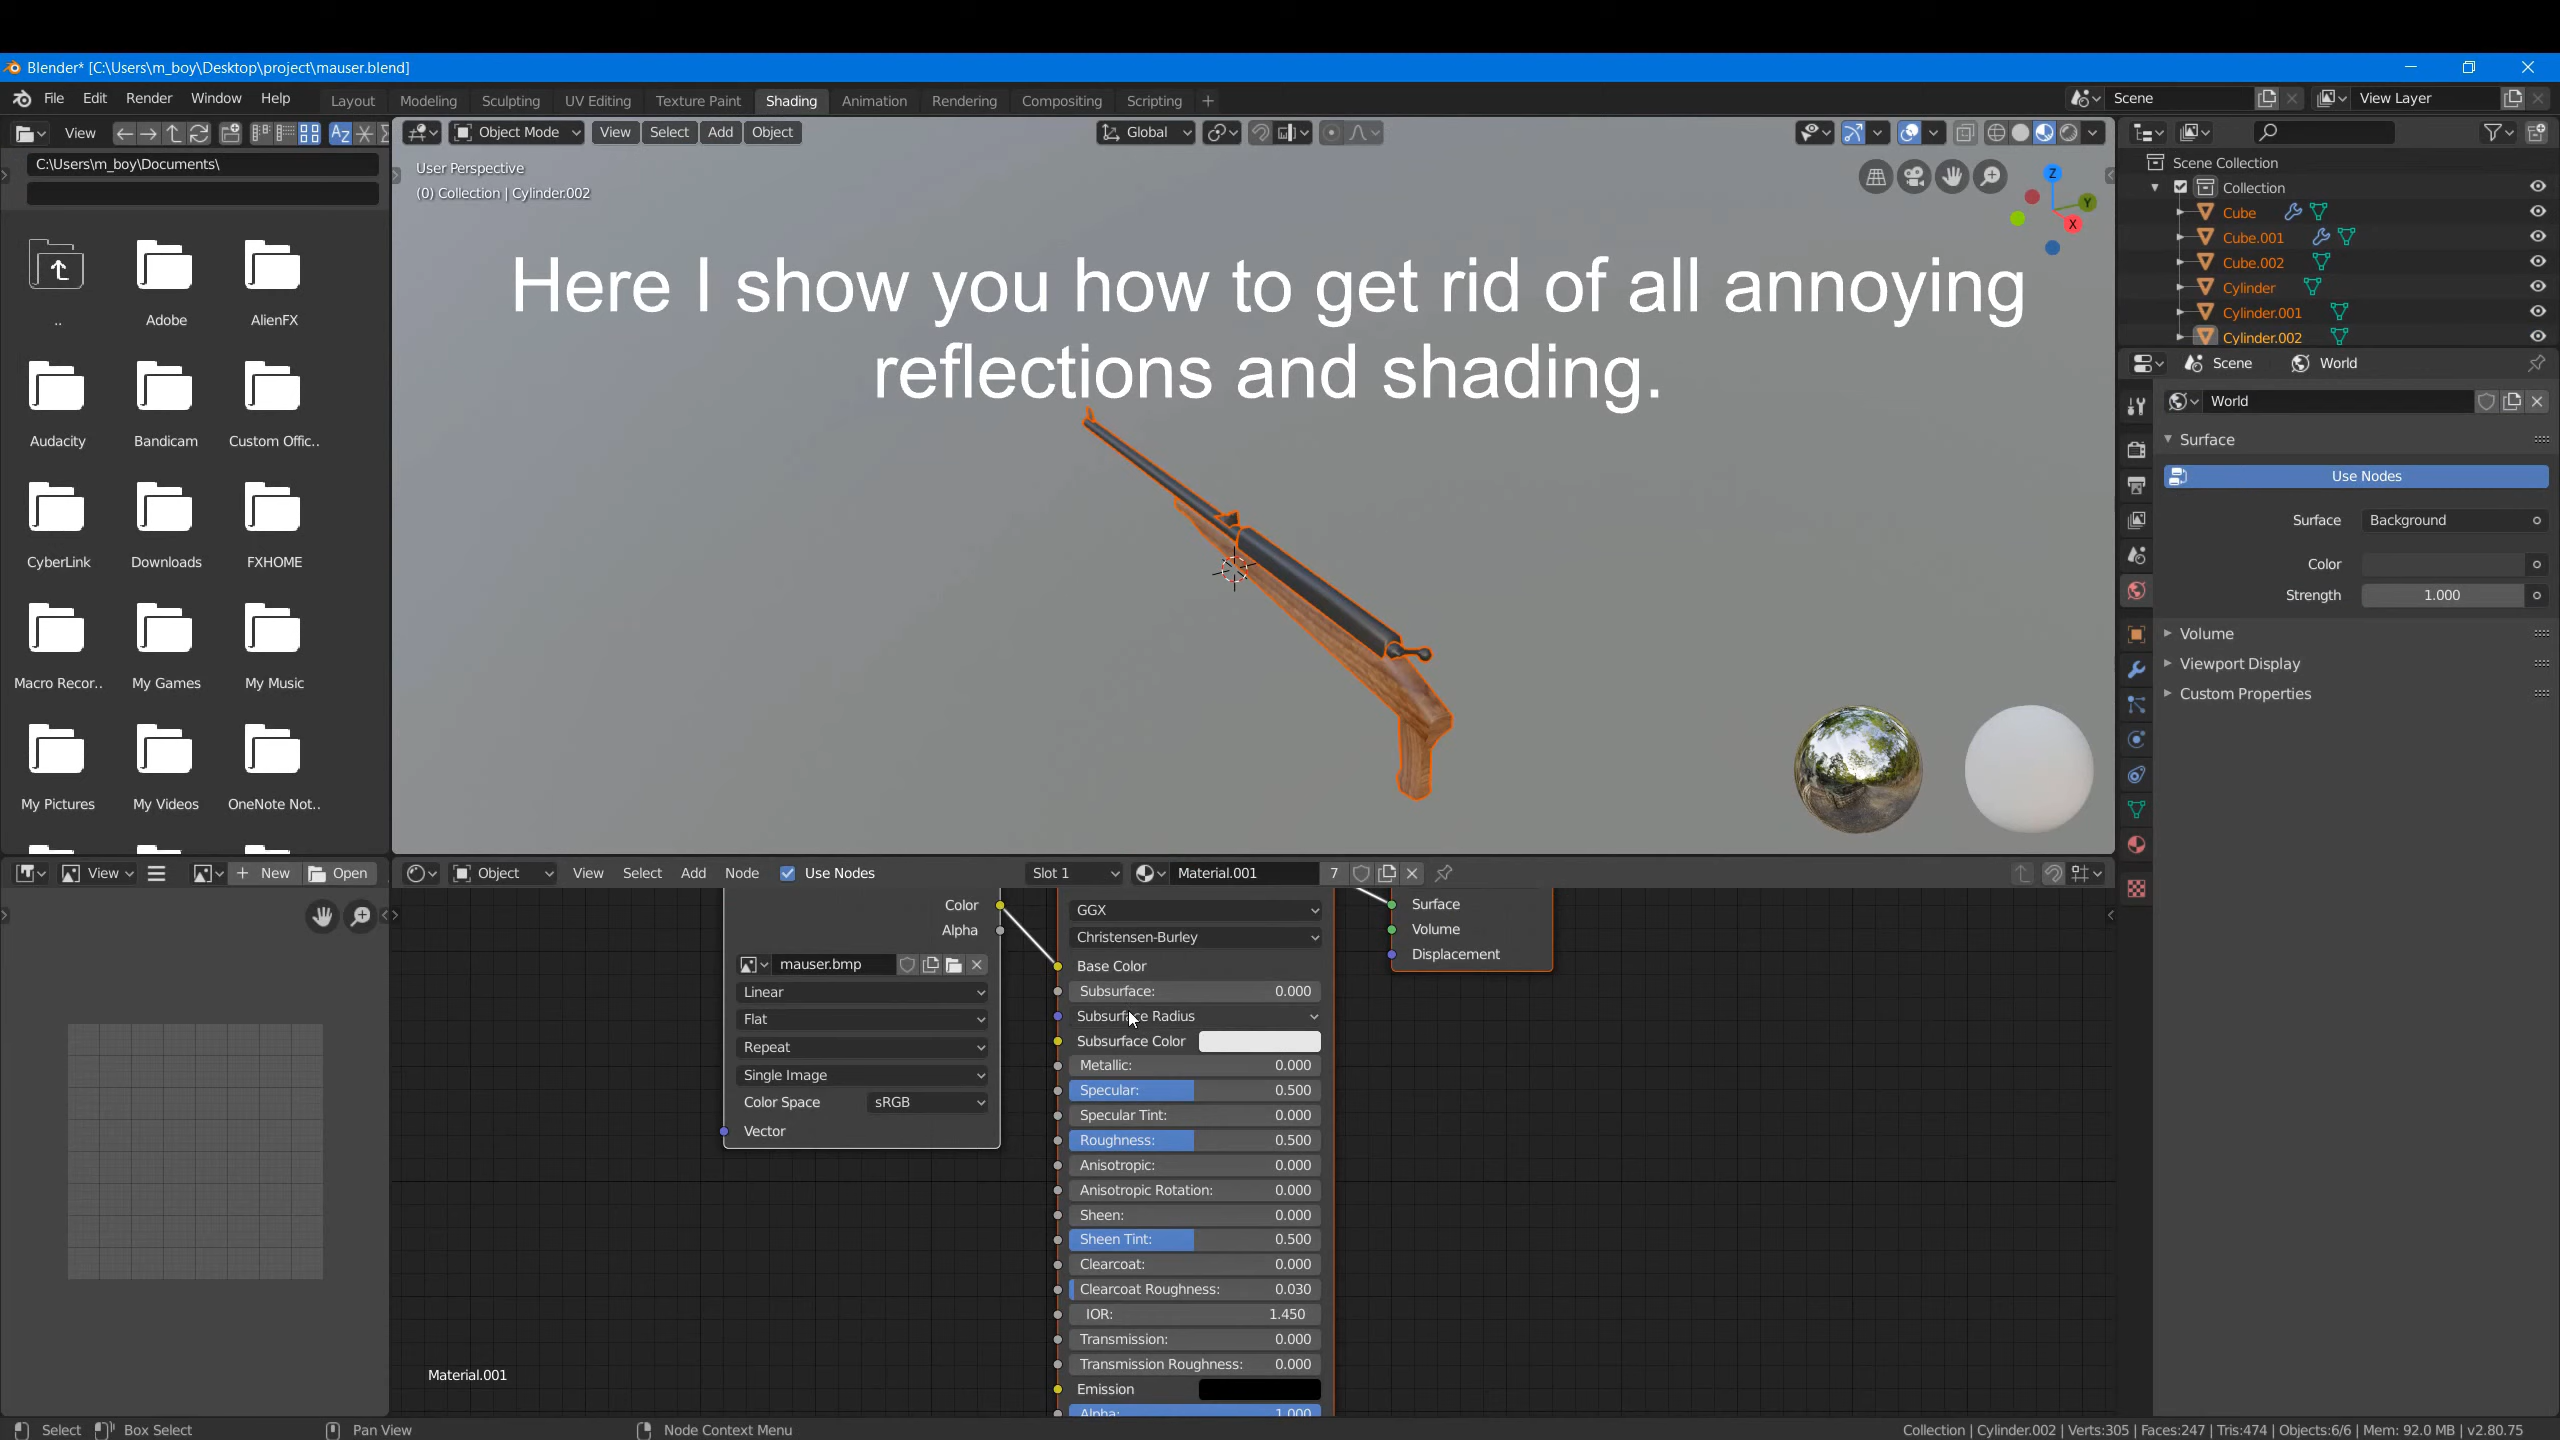 Blender* [C:\Users\m_boy\Desktop\project\mauser.blend]
File Edit Render Window Help Layout Modeling Sculpting UV Editing Texture Paint Shading Animation Rendering Compositing Scripting + Scene View Layer
View
C:\Users\m_boy\Documents\
..
Adobe
AlienFX
Audacity
Bandicam
Custom Offic..
CyberLink
Downloads
FXHOME
Macro Recor..
My Games
My Music
My Pictures
My Videos
OneNote Not..
Object Mode View Select Add Object Global
User Perspective
(0) Collection | Cylinder.002
Here I show you how to get rid of all annoying
reflections and shading.
Z
Y
X
Scene Collection
Collection
Cube
Cube.001
Cube.002
Cylinder
Cylinder.001
Cylinder.002
Scene World
World
Surface
Use Nodes
Surface Background
Color
Strength 1.000
Volume
Viewport Display
Custom Properties
View + New Open
Object View Select Add Node Use Nodes Slot 1 Material.001 7
Color
Alpha
mauser.bmp
Linear
Flat
Repeat
Single Image
Color Space sRGB
Vector
GGX
Christensen-Burley
Base Color
Subsurface: 0.000
Subsurface Radius
Subsurface Color
Metallic: 0.000
Specular: 0.500
Specular Tint: 0.000
Roughness: 0.500
Anisotropic: 0.000
Anisotropic Rotation: 0.000
Sheen: 0.000
Sheen Tint: 0.500
Clearcoat: 0.000
Clearcoat Roughness: 0.030
IOR: 1.450
Transmission: 0.000
Transmission Roughness: 0.000
Emission
Alpha: 1.000
Surface
Volume
Displacement
Material.001
Select Box Select Pan View Node Context Menu Collection | Cylinder.002 | Verts:305 | Faces:247 | Tris:474 | Objects:6/6 | Mem: 92.0 MB | v2.80.75